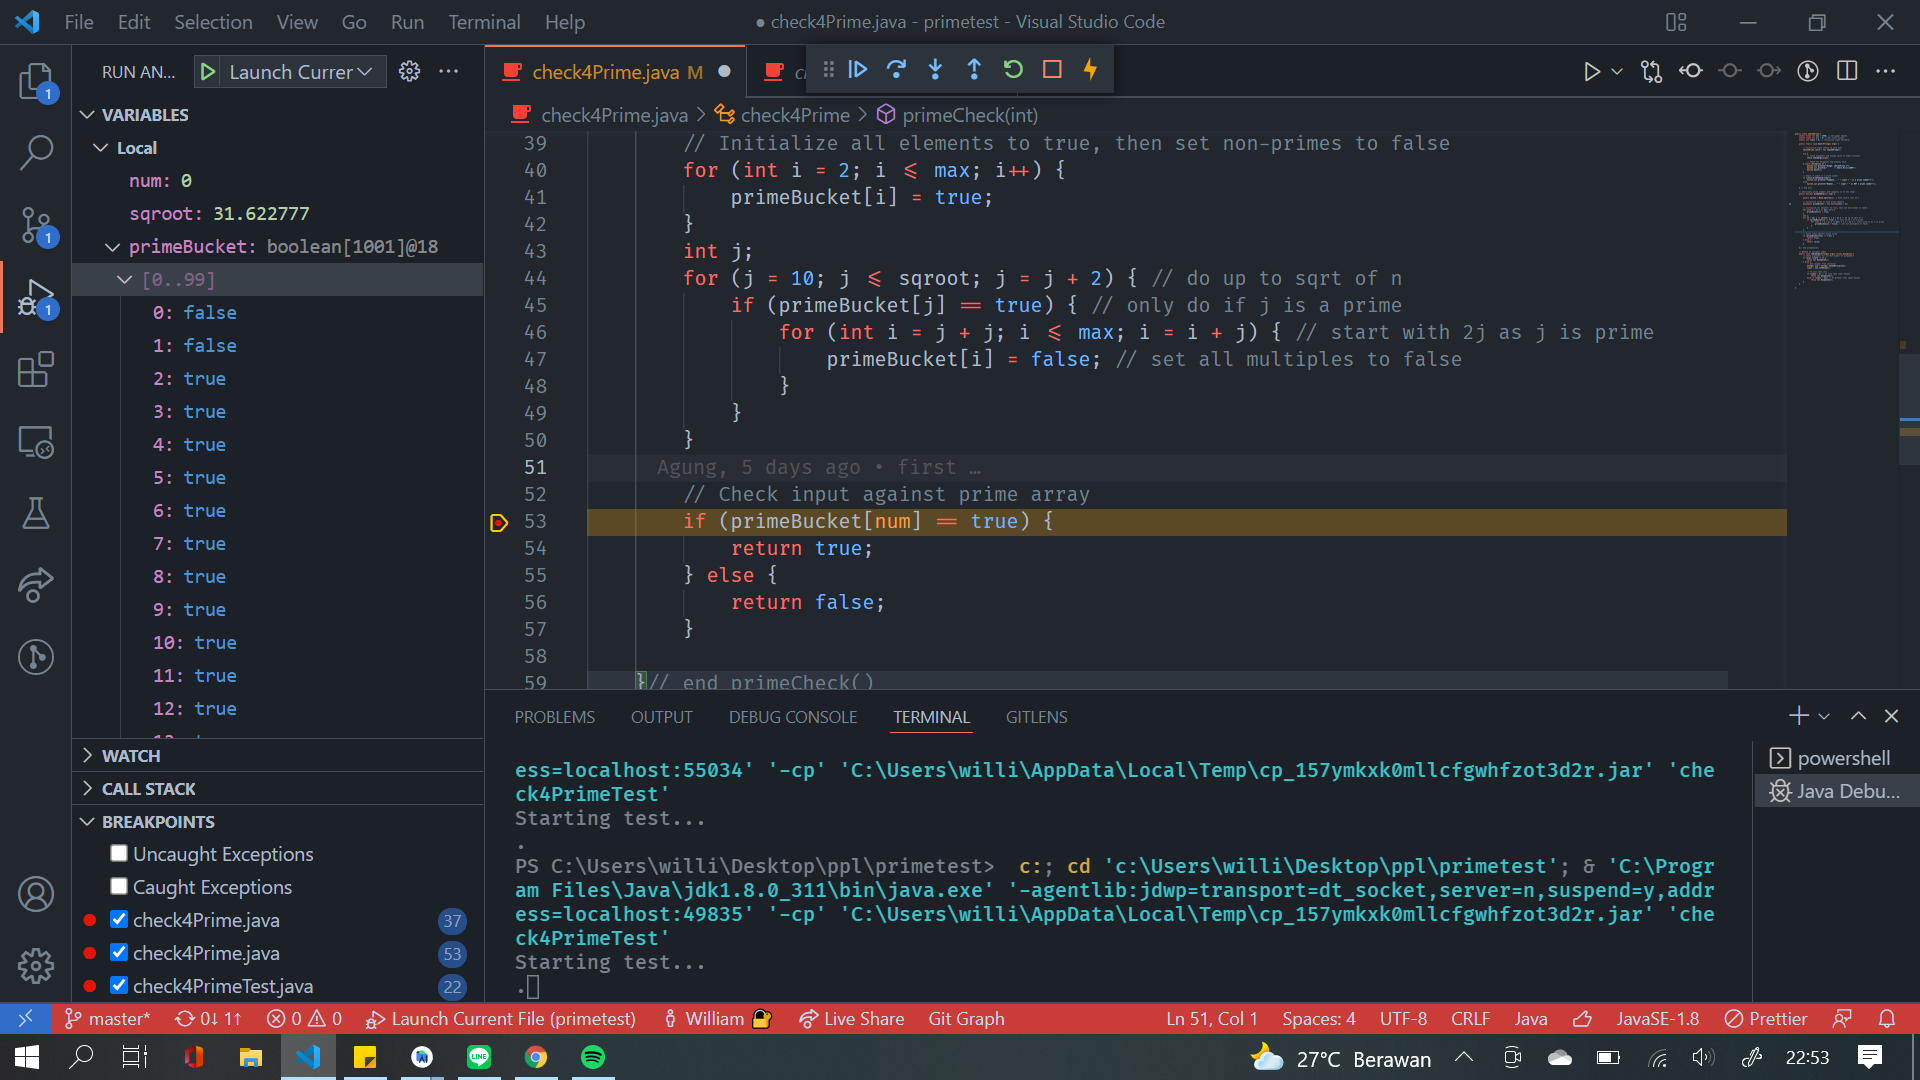 File Edit Selection View Go Run Terminal Help
● check4Prime.java - primetest - Visual Studio Code
RUN AN... Launch Currer
check4Prime.java M
VARIABLES
Local
num: 0
sqroot: 31.622777
primeBucket: boolean[1001]@18
[0..99]
0: false
1: false
2: true
3: true
4: true
5: true
6: true
7: true
8: true
9: true
10: true
11: true
12: true
WATCH
CALL STACK
BREAKPOINTS
Uncaught Exceptions
Caught Exceptions
check4Prime.java 37
check4Prime.java 53
check4PrimeTest.java 22
1
1
1
check4Prime.java > check4Prime > primeCheck(int)
39 // Initialize all elements to true, then set non-primes to false
40 for (int i = 2; i <= max; i++) {
41 primeBucket[i] = true;
42 }
43 int j;
44 for (j = 10; j <= sqroot; j = j + 2) { // do up to sqrt of n
45 if (primeBucket[j] == true) { // only do if j is a prime
46 for (int i = j + j; i <= max; i = i + j) { // start with 2j as j is prime
47 primeBucket[i] = false; // set all multiples to false
48 }
49 }
50 }
51 Agung, 5 days ago • first …
52 // Check input against prime array
53 if (primeBucket[num] == true) {
54 return true;
55 } else {
56 return false;
57 }
58
59 }// end primeCheck()
PROBLEMS OUTPUT DEBUG CONSOLE TERMINAL GITLENS
ess=localhost:55034' '-cp' 'C:\Users\willi\AppData\Local\Temp\cp_157ymkxk0mllcfgwhfzot3d2r.jar' 'che
ck4PrimeTest'
Starting test...
.
PS C:\Users\willi\Desktop\ppl\primetest> c:; cd 'c:\Users\willi\Desktop\ppl\primetest'; & 'C:\Progr
am Files\Java\jdk1.8.0_311\bin\java.exe' '-agentlib:jdwp=transport=dt_socket,server=n,suspend=y,addr
ess=localhost:49835' '-cp' 'C:\Users\willi\AppData\Local\Temp\cp_157ymkxk0mllcfgwhfzot3d2r.jar' 'che
ck4PrimeTest'
Starting test...
.
powershell
Java Debu...
master* 0↓ 1↑ 0 0 Launch Current File (primetest) William Live Share Git Graph
Ln 51, Col 1 Spaces: 4 UTF-8 CRLF Java JavaSE-1.8 Prettier
27°C Berawan 22:53